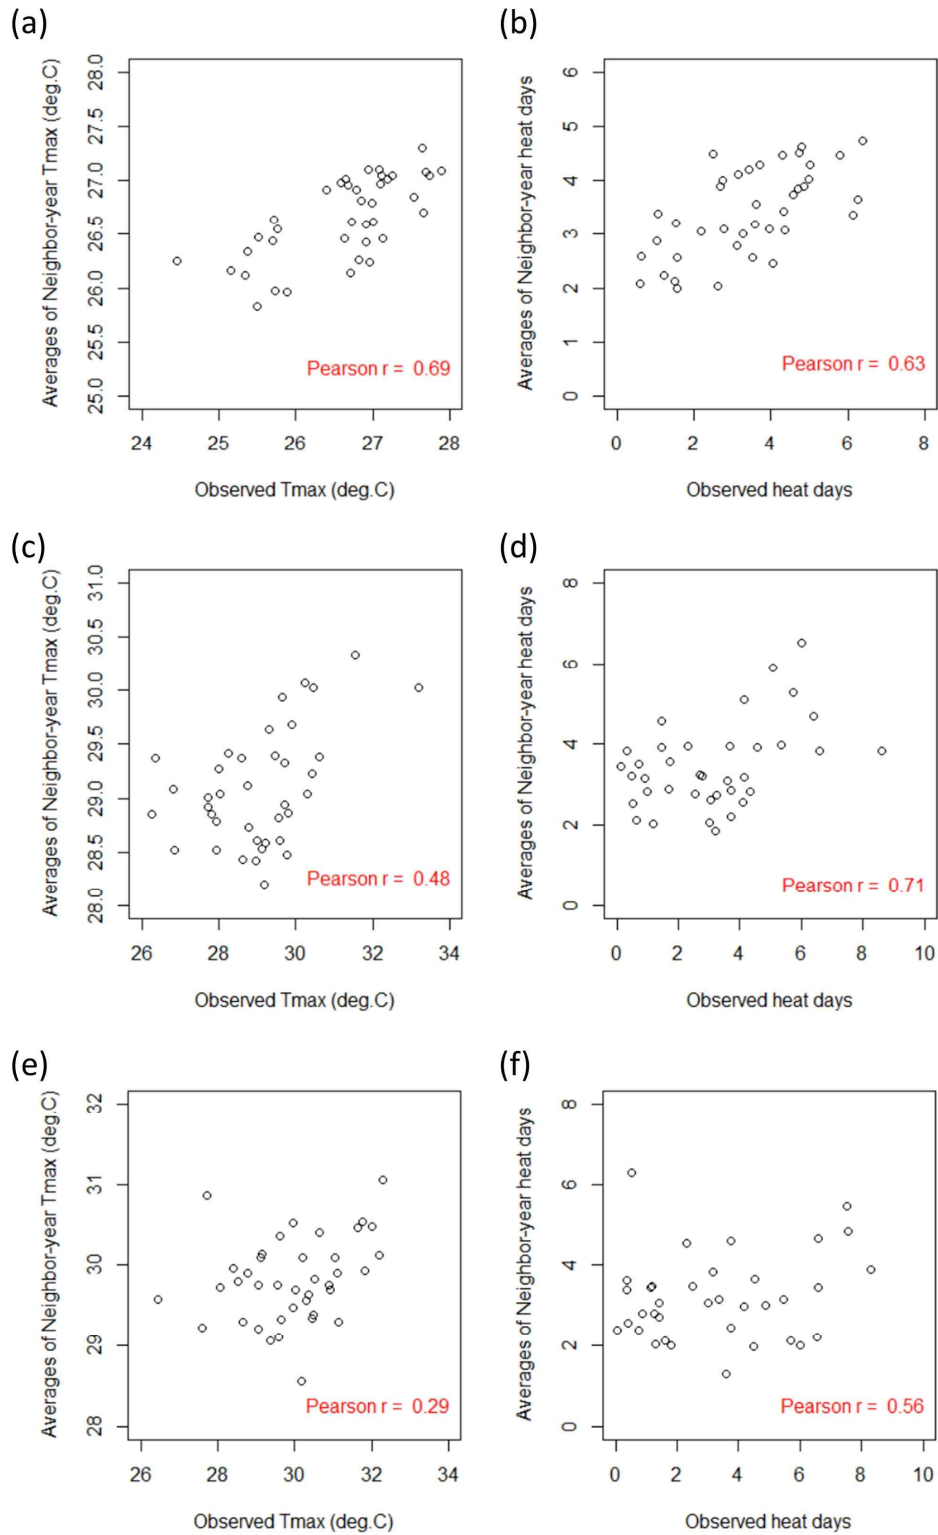 (a)
28.0
27.5
27.0
26.5
26.0
25.5
25.0
Averages of Neighbor-year Tmax (deg.C)
Pearson r = 0.69
24 25 26 27 28
Observed Tmax (deg.C)
(b)
6
5
4
3
2
1
0
Averages of Neighbor-year heat days
Pearson r = 0.63
0 2 4 6 8
Observed heat days
(c)
31.0
30.5
30.0
29.5
29.0
28.5
28.0
Averages of Neighbor-year Tmax (deg.C)
Pearson r = 0.48
26 28 30 32 34
Observed Tmax (deg.C)
(d)
8
6
4
2
0
Averages of Neighbor-year heat days
Pearson r = 0.71
0 2 4 6 8 10
Observed heat days
(e)
32
31
30
29
28
Averages of Neighbor-year Tmax (deg.C)
Pearson r = 0.29
26 28 30 32 34
Observed Tmax (deg.C)
(f)
8
6
4
2
0
Averages of Neighbor-year heat days
Pearson r = 0.56
0 2 4 6 8 10
Observed heat days